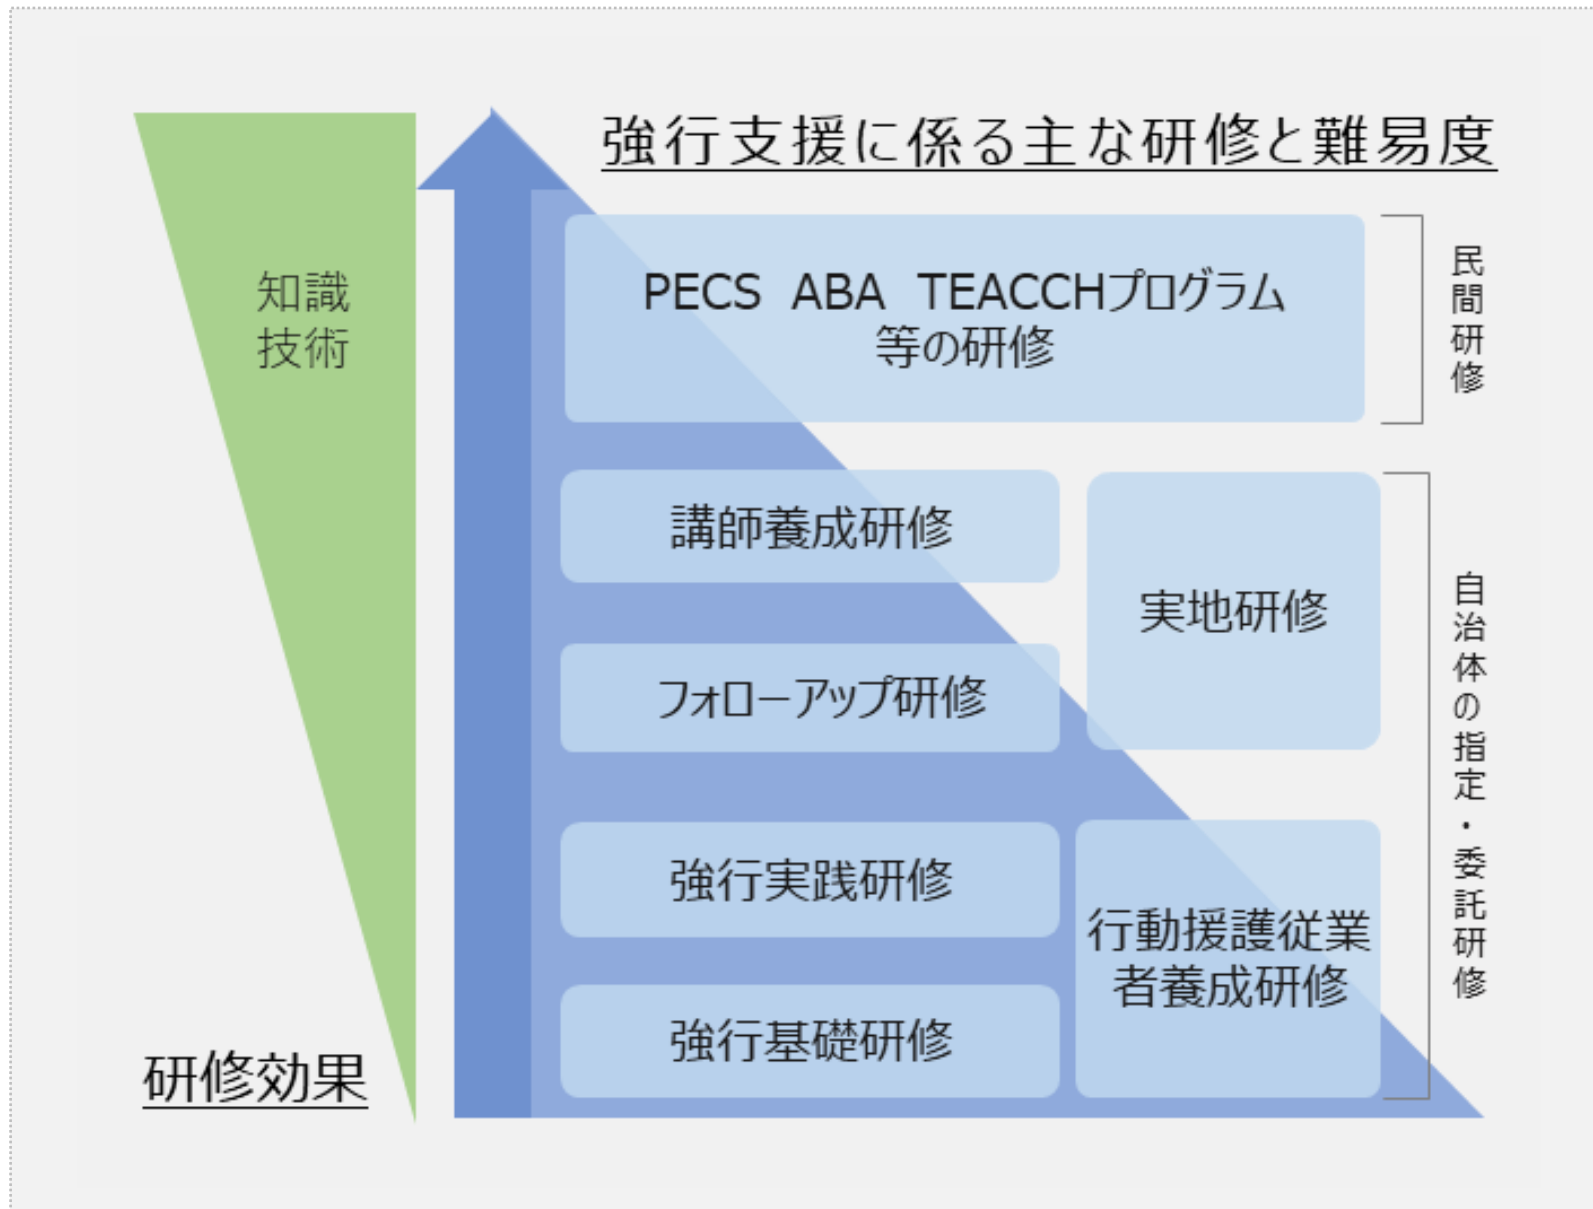 強行支援に係る主な研修と難易度
知識
技術
PECS ABA TEACCHプログラム
等の研修
民間研修
講師養成研修
実地研修
フォローアップ研修
強行実践研修
行動援護従業
者養成研修
強行基礎研修
自治体の指定・委託研修
研修効果